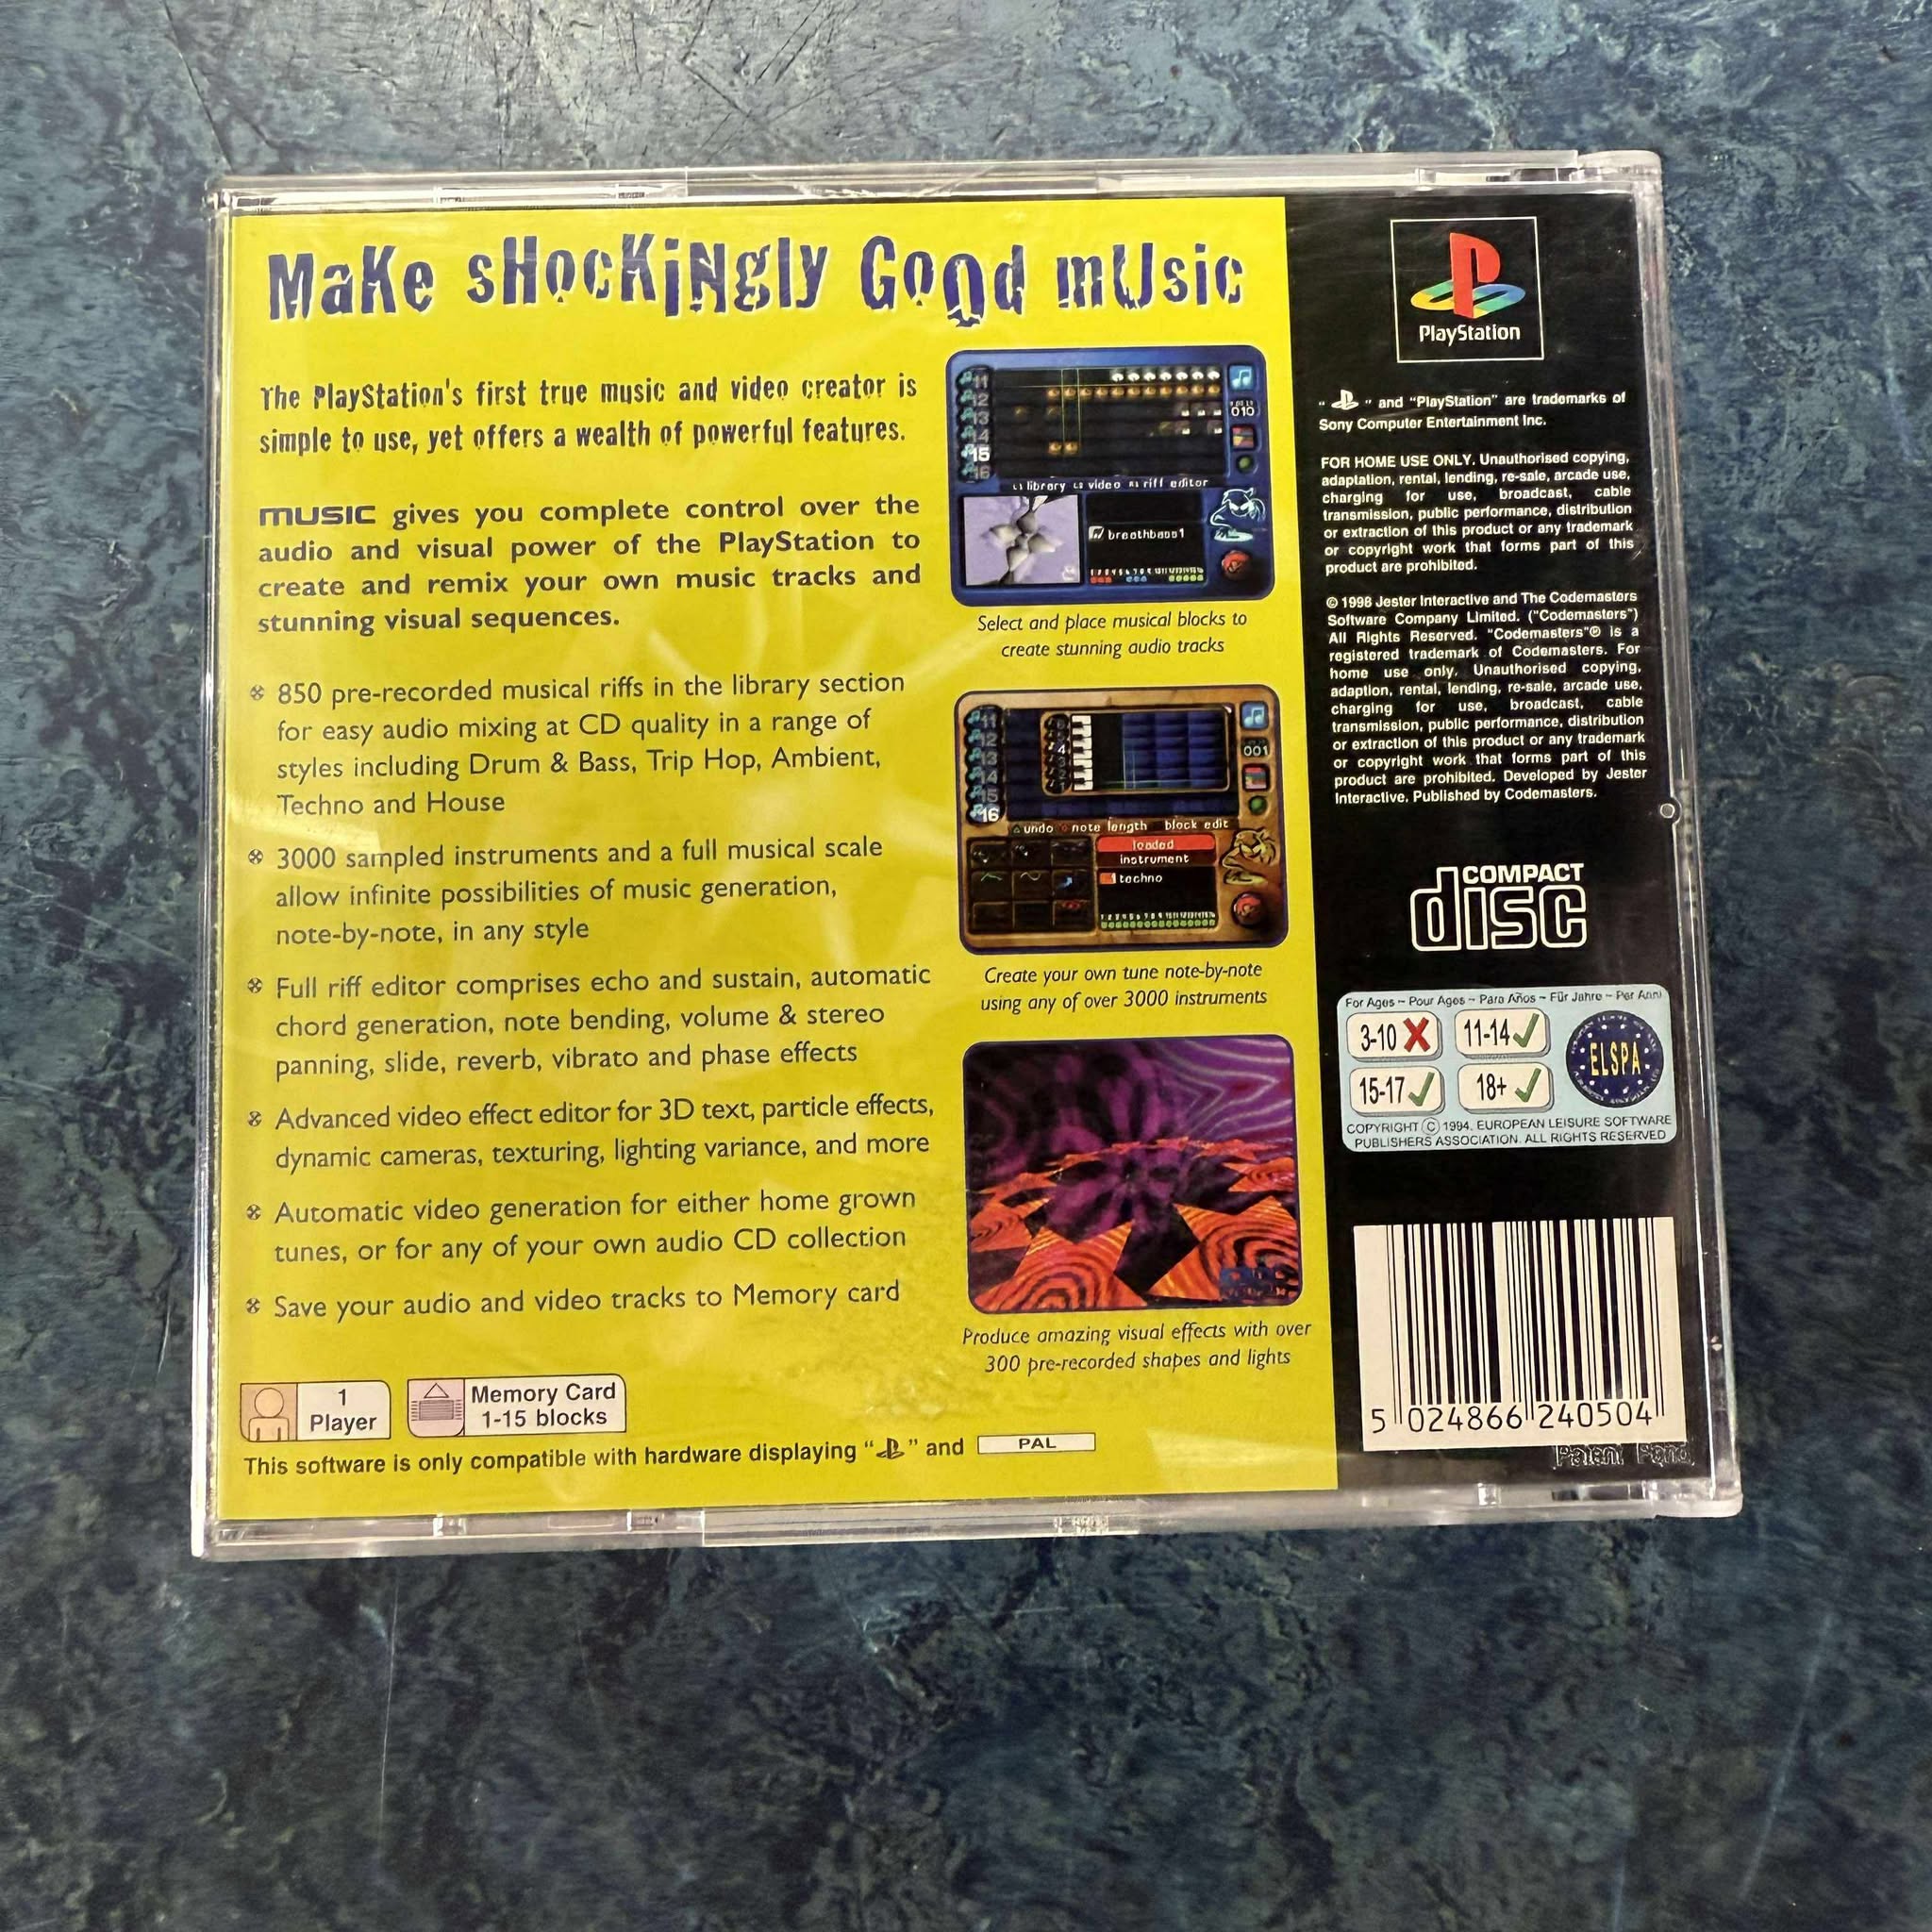 MaKe sHocKiNgly Good mUsic
The PlayStation's first true music and video creator is
simple to use, yet offers a wealth of powerful features.
MUSIC gives you complete control over the
audio and visual power of the PlayStation to
create and remix your own music tracks and
stunning visual sequences.
850 pre-recorded musical riffs in the library section
for easy audio mixing at CD quality in a range of
styles including Drum & Bass, Trip Hop, Ambient,
Techno and House
3000 sampled instruments and a full musical scale
allow infinite possibilities of music generation,
note-by-note, in any style
Full riff editor comprises echo and sustain, automatic
chord generation, note bending, volume & stereo
panning, slide, reverb, vibrato and phase effects
Advanced video effect editor for 3D text, particle effects,
dynamic cameras, texturing, lighting variance, and more
Automatic video generation for either home grown
tunes, or for any of your own audio CD collection
Save your audio and video tracks to Memory card
1
Player
Memory Card
1-15 blocks
This software is only compatible with hardware displaying " " and PAL
11
12
13
14
15
16
010
library video riff editor
breathbass1
Select and place musical blocks to
create stunning audio tracks
11
12
13
14
15
16
001
undo note length block edit
loaded
instrument
techno
Create your own tune note-by-note
using any of over 3000 instruments
Produce amazing visual effects with over
300 pre-recorded shapes and lights
PlayStation
" " and "PlayStation" are trademarks of
Sony Computer Entertainment Inc.
FOR HOME USE ONLY. Unauthorised copying,
adaptation, rental, lending, re-sale, arcade use,
charging for use, broadcast, cable
transmission, public performance, distribution
or extraction of this product or any trademark
or copyright work that forms part of this
product are prohibited.
© 1998 Jester Interactive and The Codemasters
Software Company Limited. ("Codemasters")
All Rights Reserved. "Codemasters"® is a
registered trademark of Codemasters. For
home use only. Unauthorised copying,
adaption, rental, lending, re-sale, arcade use,
charging for use, broadcast, cable
transmission, public performance, distribution
or extraction of this product or any trademark
or copyright work that forms part of this
product are prohibited. Developed by Jester
Interactive. Published by Codemasters.
COMPACT
disc
For Ages ~ Pour Ages ~ Para Años ~ Für Jahre ~ Per Anni
3-10 11-14
15-17 18+
ELSPA
COPYRIGHT © 1994, EUROPEAN LEISURE SOFTWARE
PUBLISHERS ASSOCIATION. ALL RIGHTS RESERVED
5 024866 240504
Patent Pend